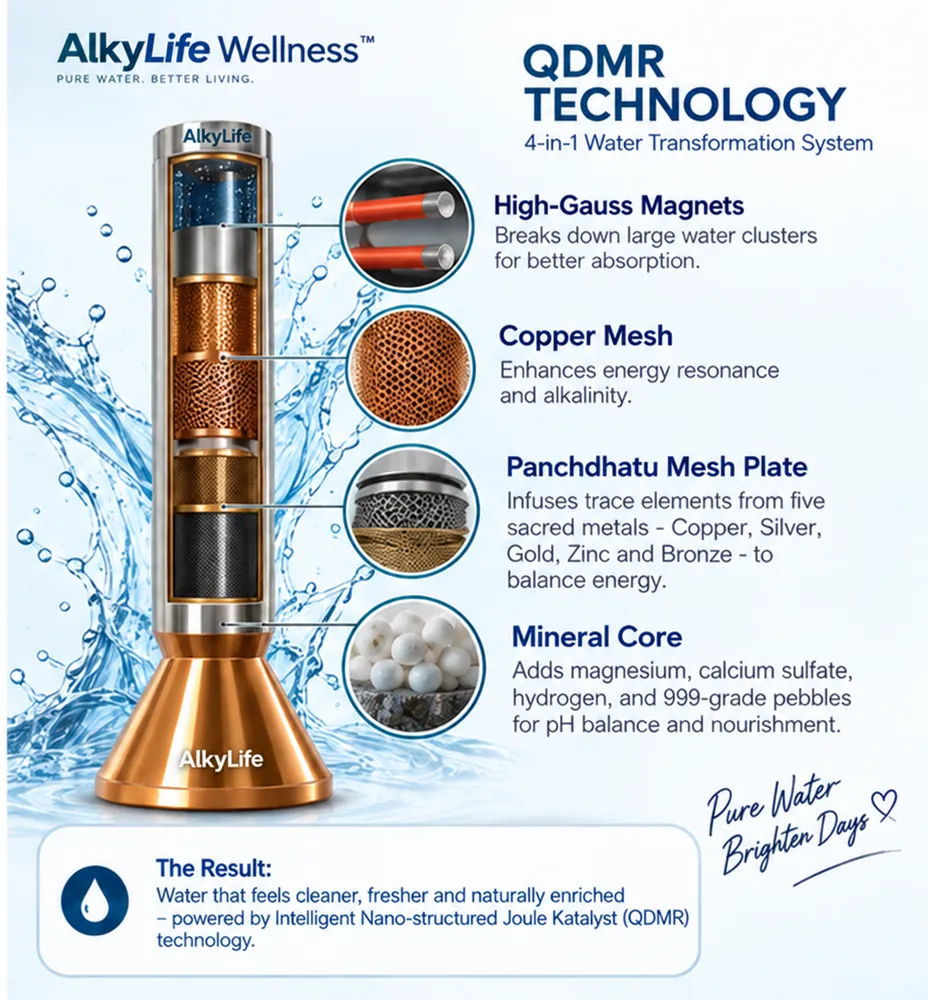 AlkyLife Wellness™
PURE WATER. BETTER LIVING.
QDMR
TECHNOLOGY
4-in-1 Water Transformation System
AlkyLife
High-Gauss Magnets
Breaks down large water clusters
for better absorption.
Copper Mesh
Enhances energy resonance
and alkalinity.
Panchdhatu Mesh Plate
Infuses trace elements from five
sacred metals - Copper, Silver,
Gold, Zinc and Bronze - to
balance energy.
Mineral Core
Adds magnesium, calcium sulfate,
hydrogen, and 999-grade pebbles
for pH balance and nourishment.
AlkyLife
Pure Water
Brighten Days
The Result:
Water that feels cleaner, fresher and naturally enriched
– powered by Intelligent Nano-structured Joule Katalyst (QDMR)
technology.